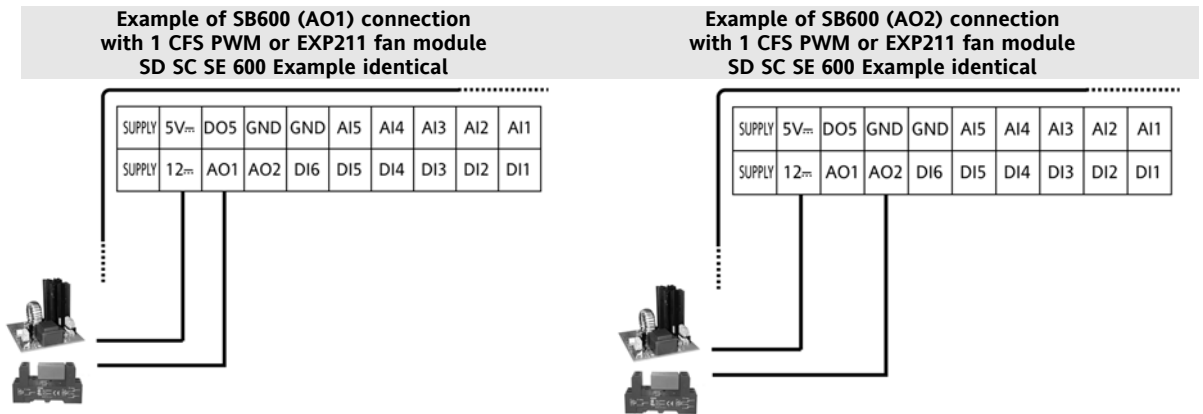 Example of SB600 (AO1) connection
with 1 CFS PWM or EXP211 fan module
SD SC SE 600 Example identical
SUPPLY 5V⎓ DO5 GND GND AI5 AI4 AI3 AI2 AI1
SUPPLY 12⎓ AO1 AO2 DI6 DI5 DI4 DI3 DI2 DI1
Example of SB600 (AO2) connection
with 1 CFS PWM or EXP211 fan module
SD SC SE 600 Example identical
SUPPLY 5V⎓ DO5 GND GND AI5 AI4 AI3 AI2 AI1
SUPPLY 12⎓ AO1 AO2 DI6 DI5 DI4 DI3 DI2 DI1